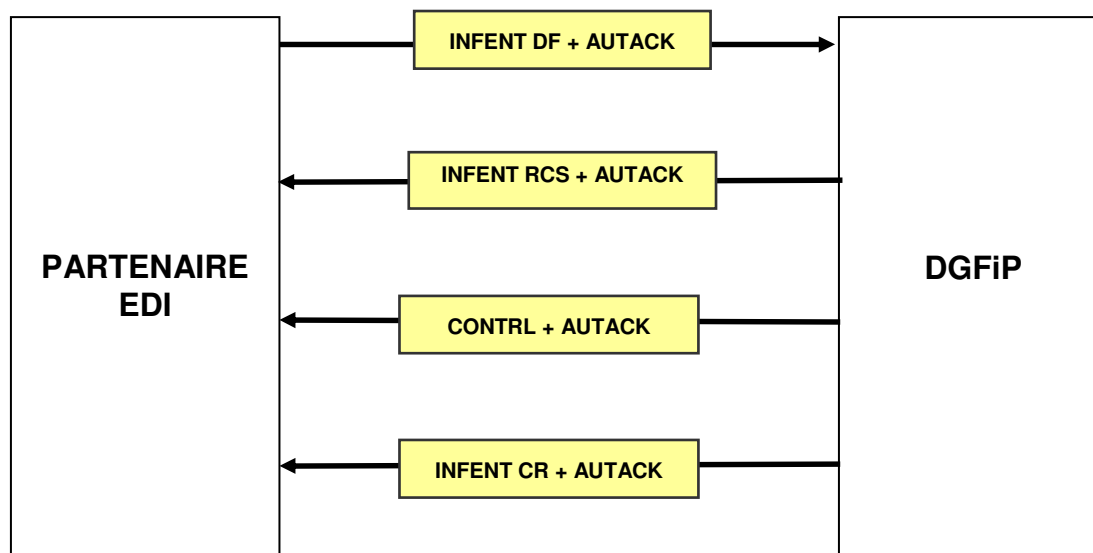 INFENT DF + AUTACK
INFENT RCS + AUTACK
PARTENAIRE
EDI
DGFiP
CONTRL + AUTACK
INFENT CR + AUTACK